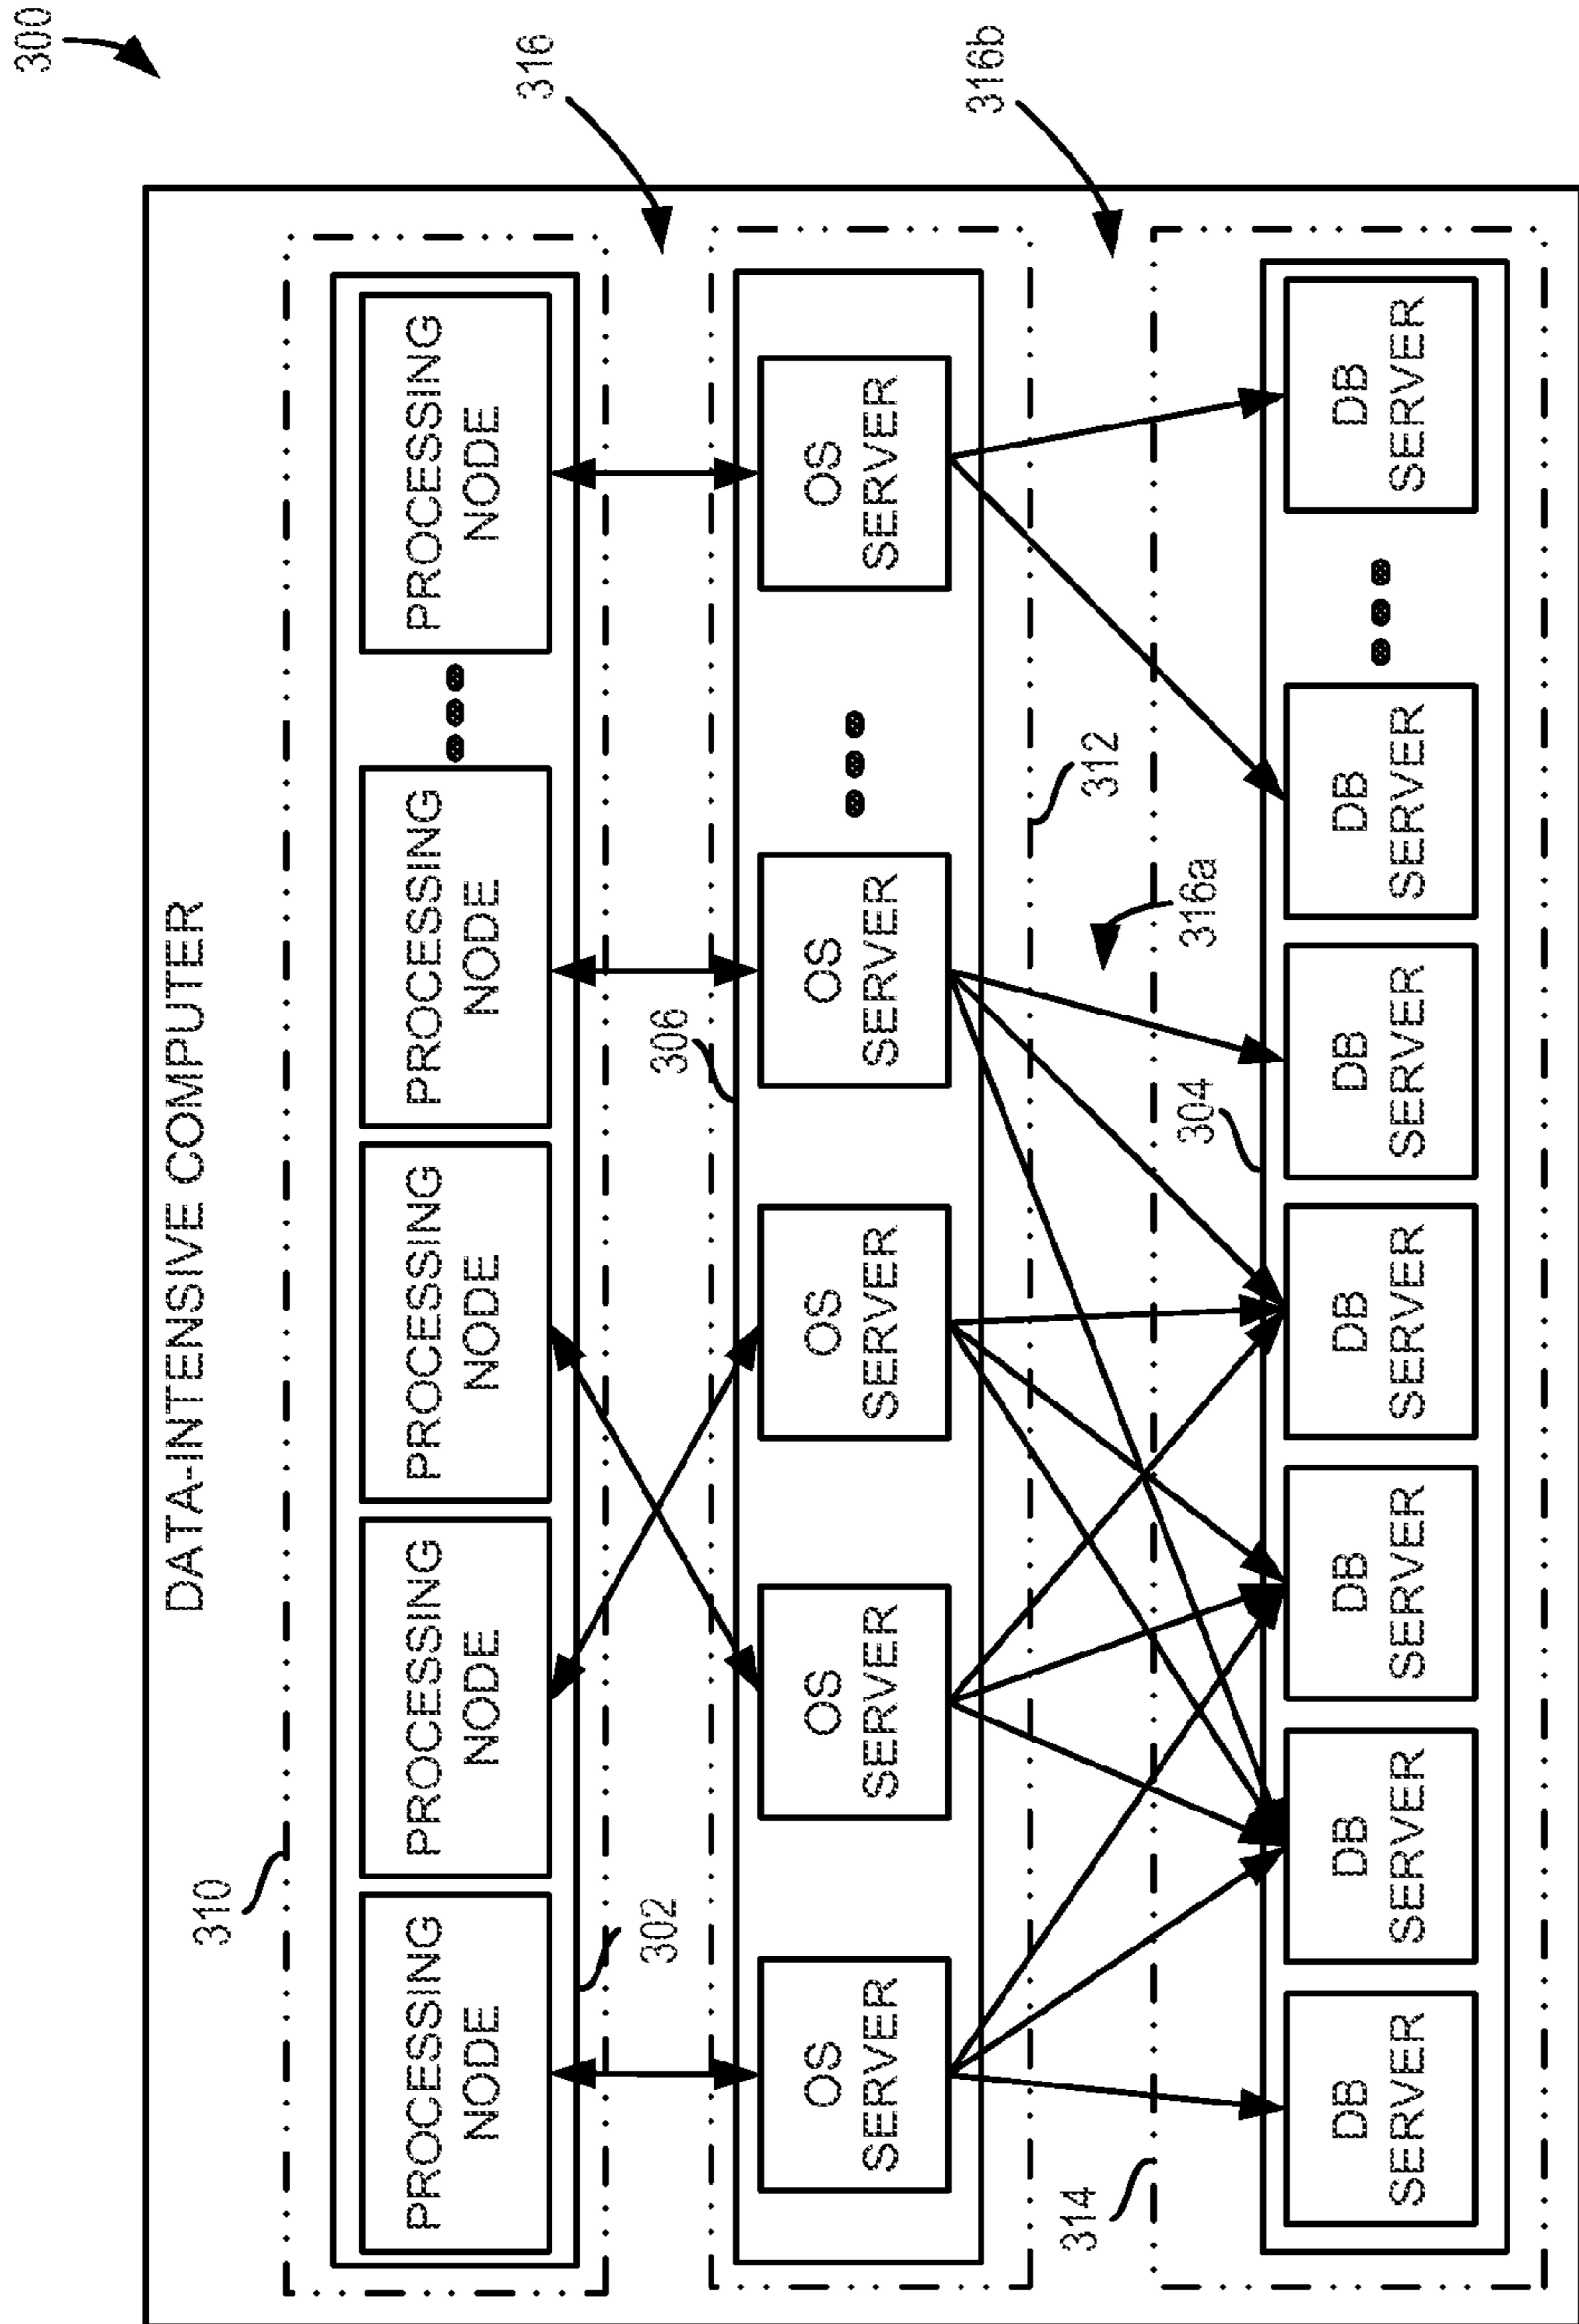 300
DATA-INTENSIVE COMPUTER
310
PROCESSING
NODE
PROCESSING
NODE
PROCESSING
NODE
PROCESSING
NODE
PROCESSING
NODE
302
316
306
OS
SERVER
OS
SERVER
OS
SERVER
OS
SERVER
OS
SERVER
312
316b
314
316a
304
DB
SERVER
DB
SERVER
DB
SERVER
DB
SERVER
DB
SERVER
DB
SERVER
DB
SERVER